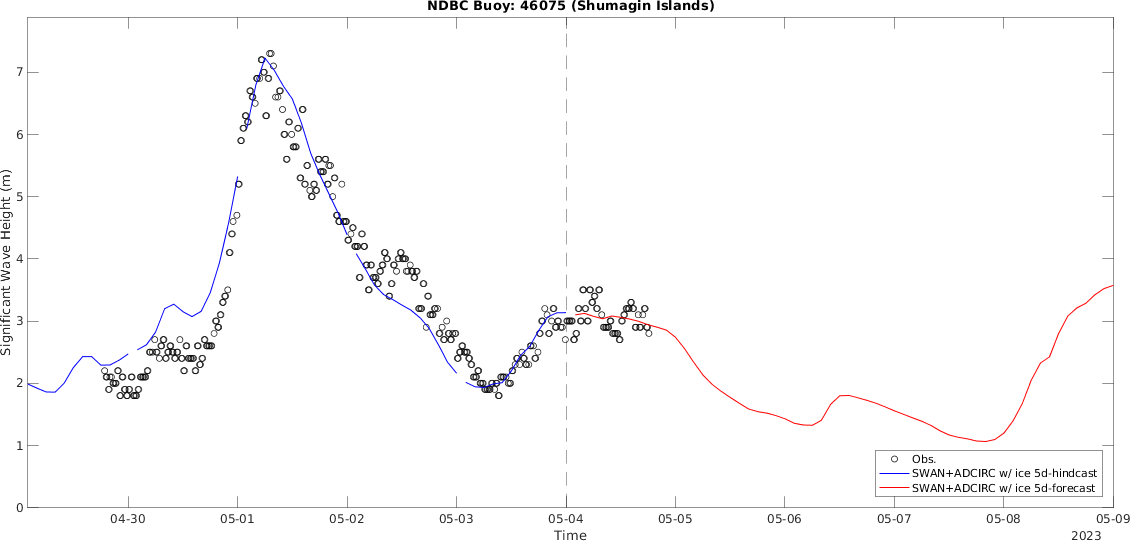 NDBC Buoy: 46075 (Shumagin Islands)
Significant Wave Height (m)
7
6
5
4
3
2
1
0
Obs.
SWAN+ADCIRC w/ ice 5d-hindcast
SWAN+ADCIRC w/ ice 5d-forecast
04-30 05-01 05-02 05-03 05-04 05-05 05-06 05-07 05-08 05-09
Time
2023